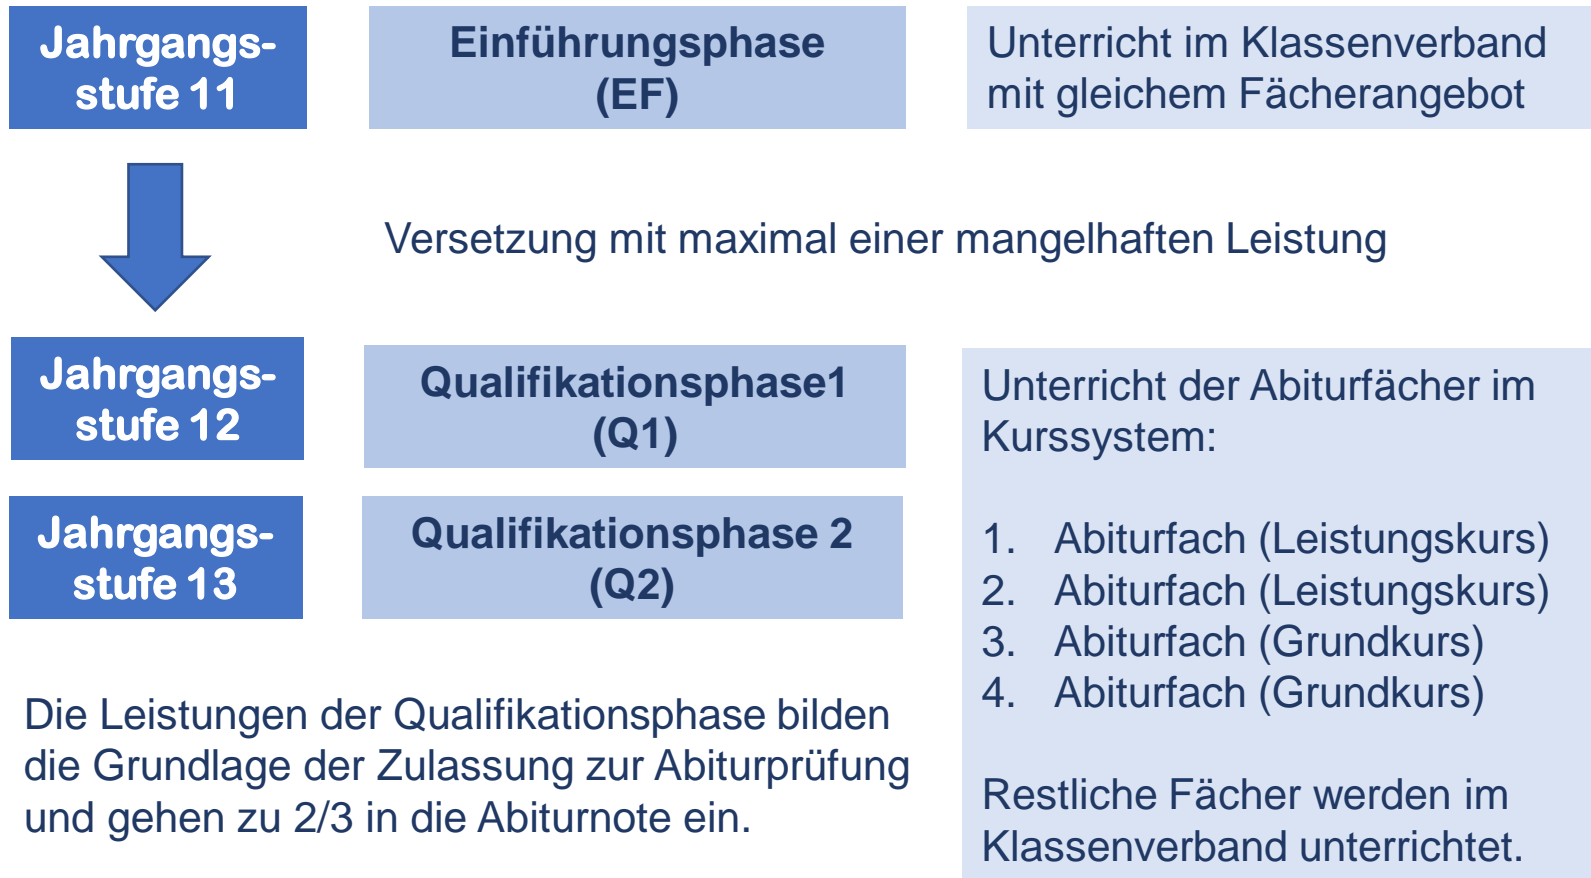 Jahrgangs-
stufe 11
Einführungsphase
(EF)
Unterricht im Klassenverband
mit gleichem Fächerangebot
Versetzung mit maximal einer mangelhaften Leistung
Jahrgangs-
stufe 12
Qualifikationsphase1
(Q1)
Jahrgangs-
stufe 13
Qualifikationsphase 2
(Q2)
Unterricht der Abiturfächer im
Kurssystem:
1. Abiturfach (Leistungskurs)
2. Abiturfach (Leistungskurs)
3. Abiturfach (Grundkurs)
4. Abiturfach (Grundkurs)
Restliche Fächer werden im
Klassenverband unterrichtet.
Die Leistungen der Qualifikationsphase bilden
die Grundlage der Zulassung zur Abiturprüfung
und gehen zu 2/3 in die Abiturnote ein.